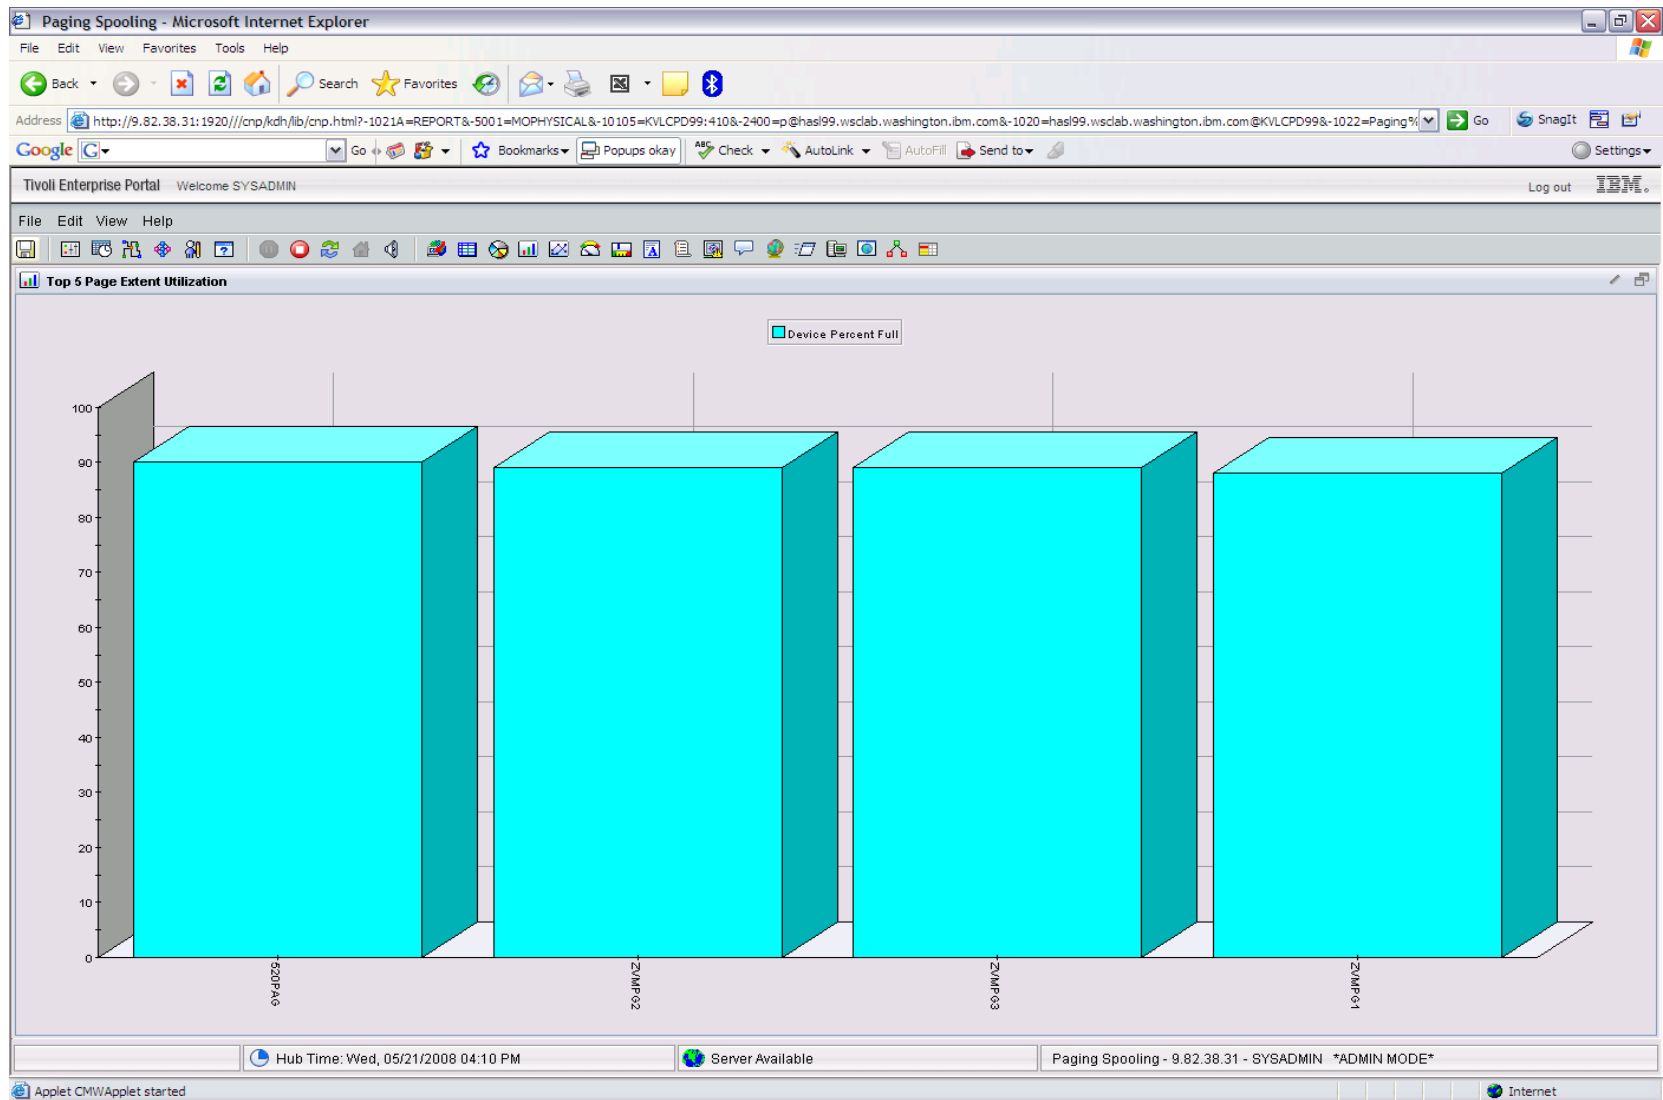 Paging Spooling - Microsoft Internet Explorer
File Edit View Favorites Tools Help
Back Search Favorites
Address http://9.82.38.31:1920///cnp/kdh/lib/cnp.html?-1021A=REPORT&-5001=MOPHYSICAL&-10105=KVLCPD99:410&-2400=p@hasl99.wsclab.washington.ibm.com&-1020=hasl99.wsclab.washington.ibm.com@KVLCPD99&-1022=Paging% Go SnagIt
Google G Go Bookmarks Popups okay ABC Check AutoLink AutoFill Send to Settings
Tivoli Enterprise Portal Welcome SYSADMIN Log out IBM.
File Edit View Help
Top 5 Page Extent Utilization
Device Percent Full
100
90
80
70
60
50
40
30
20
10
0
520PAG ZVMPG2 ZVMPG3 ZVMPG1
Hub Time: Wed, 05/21/2008 04:10 PM Server Available Paging Spooling - 9.82.38.31 - SYSADMIN *ADMIN MODE*
Applet CMWApplet started Internet